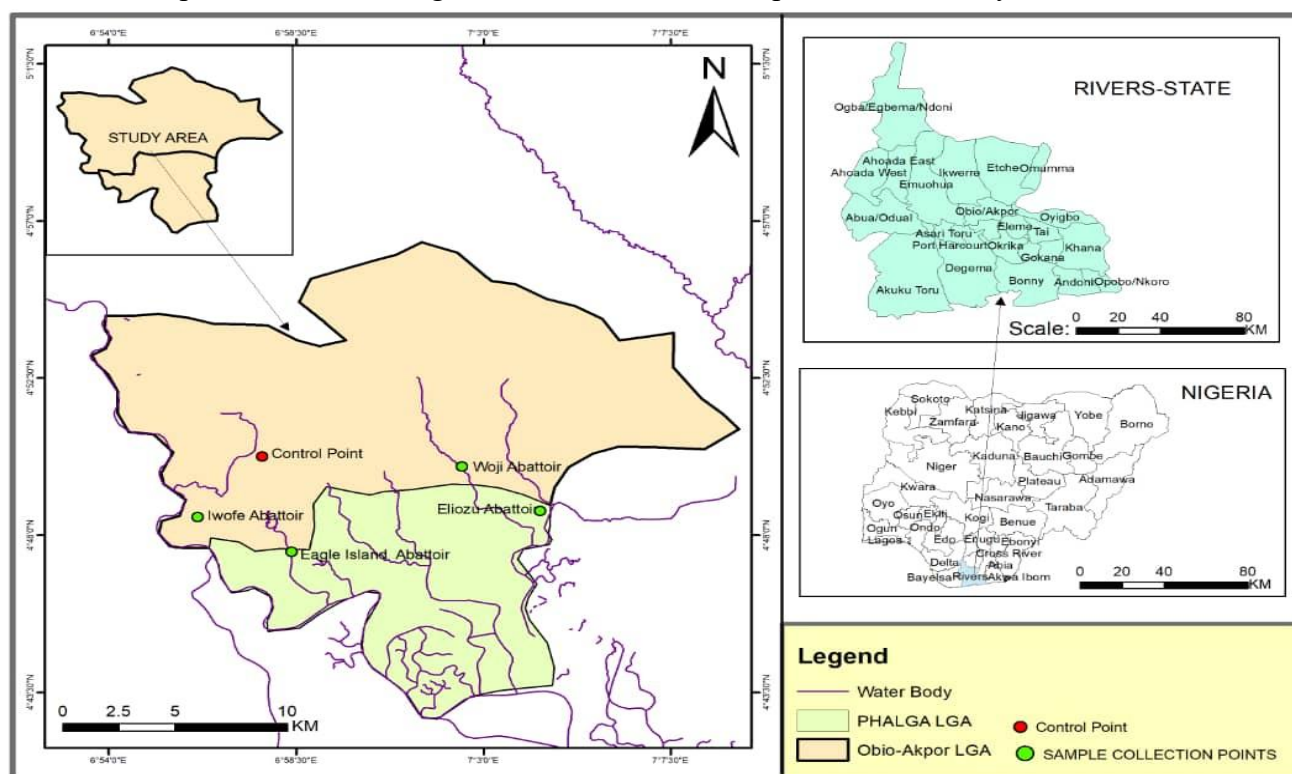 6°54'0"E
6°58'30"E
7°3'0"E
7°7'30"E
5°1'30"N
4°57'0"N
4°52'30"N
4°48'0"N
4°43'30"N
STUDY AREA
N
Control Point
Woji Abattoir
Eliozu Abattoir
Iwofe Abattoir
Eagle Island Abattoir
0 2.5 5 10
KM
RIVERS-STATE
Ogba/Egbema/Ndoni
Ahoada East
Ahoada West
Ikwerre
Etche
Omumma
Emuohua
Obio/Akpor
Oyigbo
Abua/Odual
Eleme
Asari Toru
Tai
Port Harcourt
Okrika
Khana
Gokana
Degema
Bonny
Andoni
Opobo/Nkoro
Akuku Toru
Scale:
0 20 40 80
KM
NIGERIA
Sokoto
Kebbi
Katsina
Jigawa
Yobe
Borno
Zamfara
Kano
Kaduna
Bauchi
Gombe
Niger
Plateau
Adamawa
Kwara
Nasarawa
Oyo
Taraba
Osun
Ekiti
Kogi
Ogun
Ondo
Benue
Lagos
Edo
Enugu
Ebonyi
Cross River
Delta
Abia
Bayelsa
Rivers
Akwa Ibom
0 20 40 80
KM
Legend
Water Body
PHALGA LGA
Control Point
Obio-Akpor LGA
SAMPLE COLLECTION POINTS